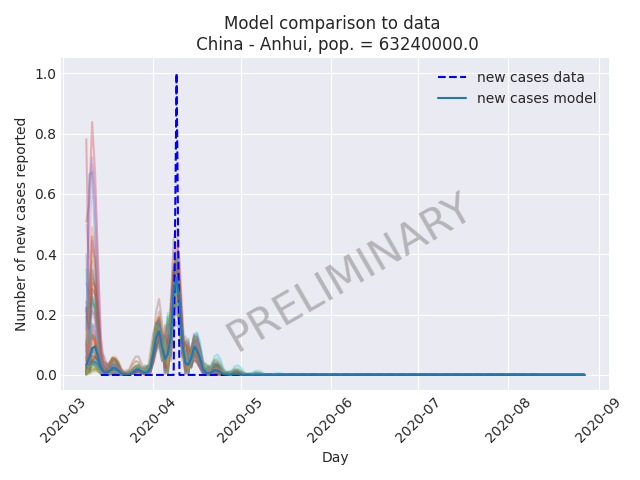 Model comparison to data
China - Anhui, pop. = 63240000.0
new cases data
new cases model
PRELIMINARY
Number of new cases reported
1.0
0.8
0.6
0.4
0.2
0.0
2020-03
2020-04
2020-05
2020-06
2020-07
2020-08
2020-09
Day